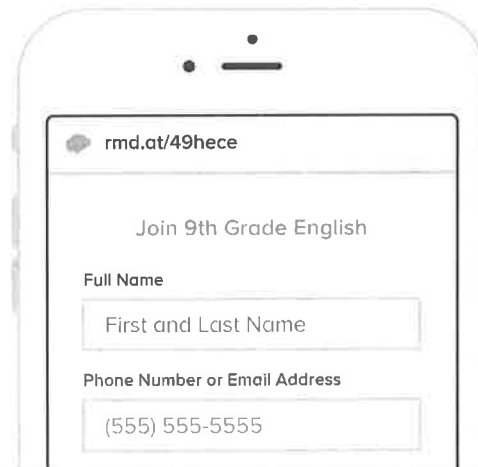 rmd.at/49hece
Join 9th Grade English
Full Name
First and Last Name
Phone Number or Email Address
(555) 555-5555